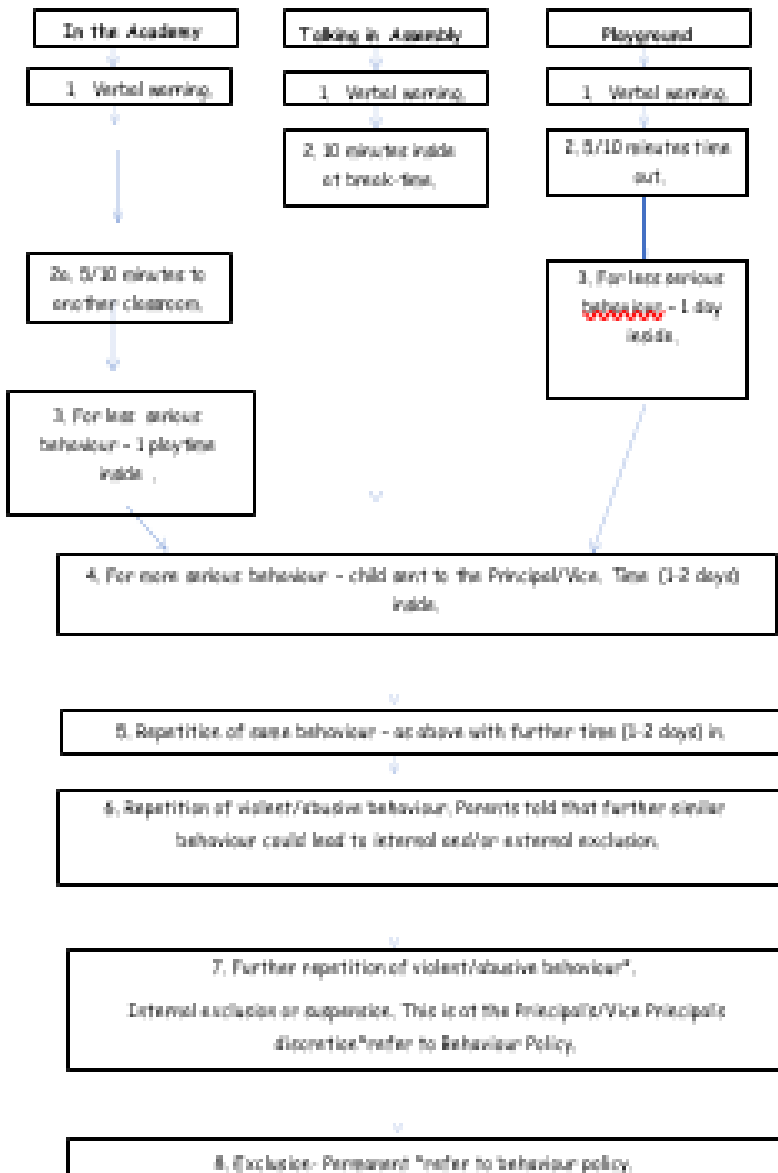 In the Academy
1 Verbal warning.
2a. 5/10 minutes to
another classroom.
3. For less serious
behaviour - 1 playtime
inside .
Talking in Assembly
1 Verbal warning.
2. 10 minutes inside
at break-time.
Playground
1 Verbal warning.
2. 5/10 minutes time
out.
3. For less serious
behaviour - 1 day
inside.
4. For more serious behaviour - child sent to the Principal/Vice. Time (1-2 days)
inside.
5. Repetition of same behaviour - as above with further time (1-2 days) in.
6. Repetition of violent/abusive behaviour. Parents told that further similar
behaviour could lead to internal and/or external exclusion.
7. Further repetition of violent/abusive behaviour*.
Internal exclusion or suspension. This is at the Principal's/Vice Principal's
discretion*refer to Behaviour Policy.
8. Exclusion- Permanent *refer to behaviour policy.